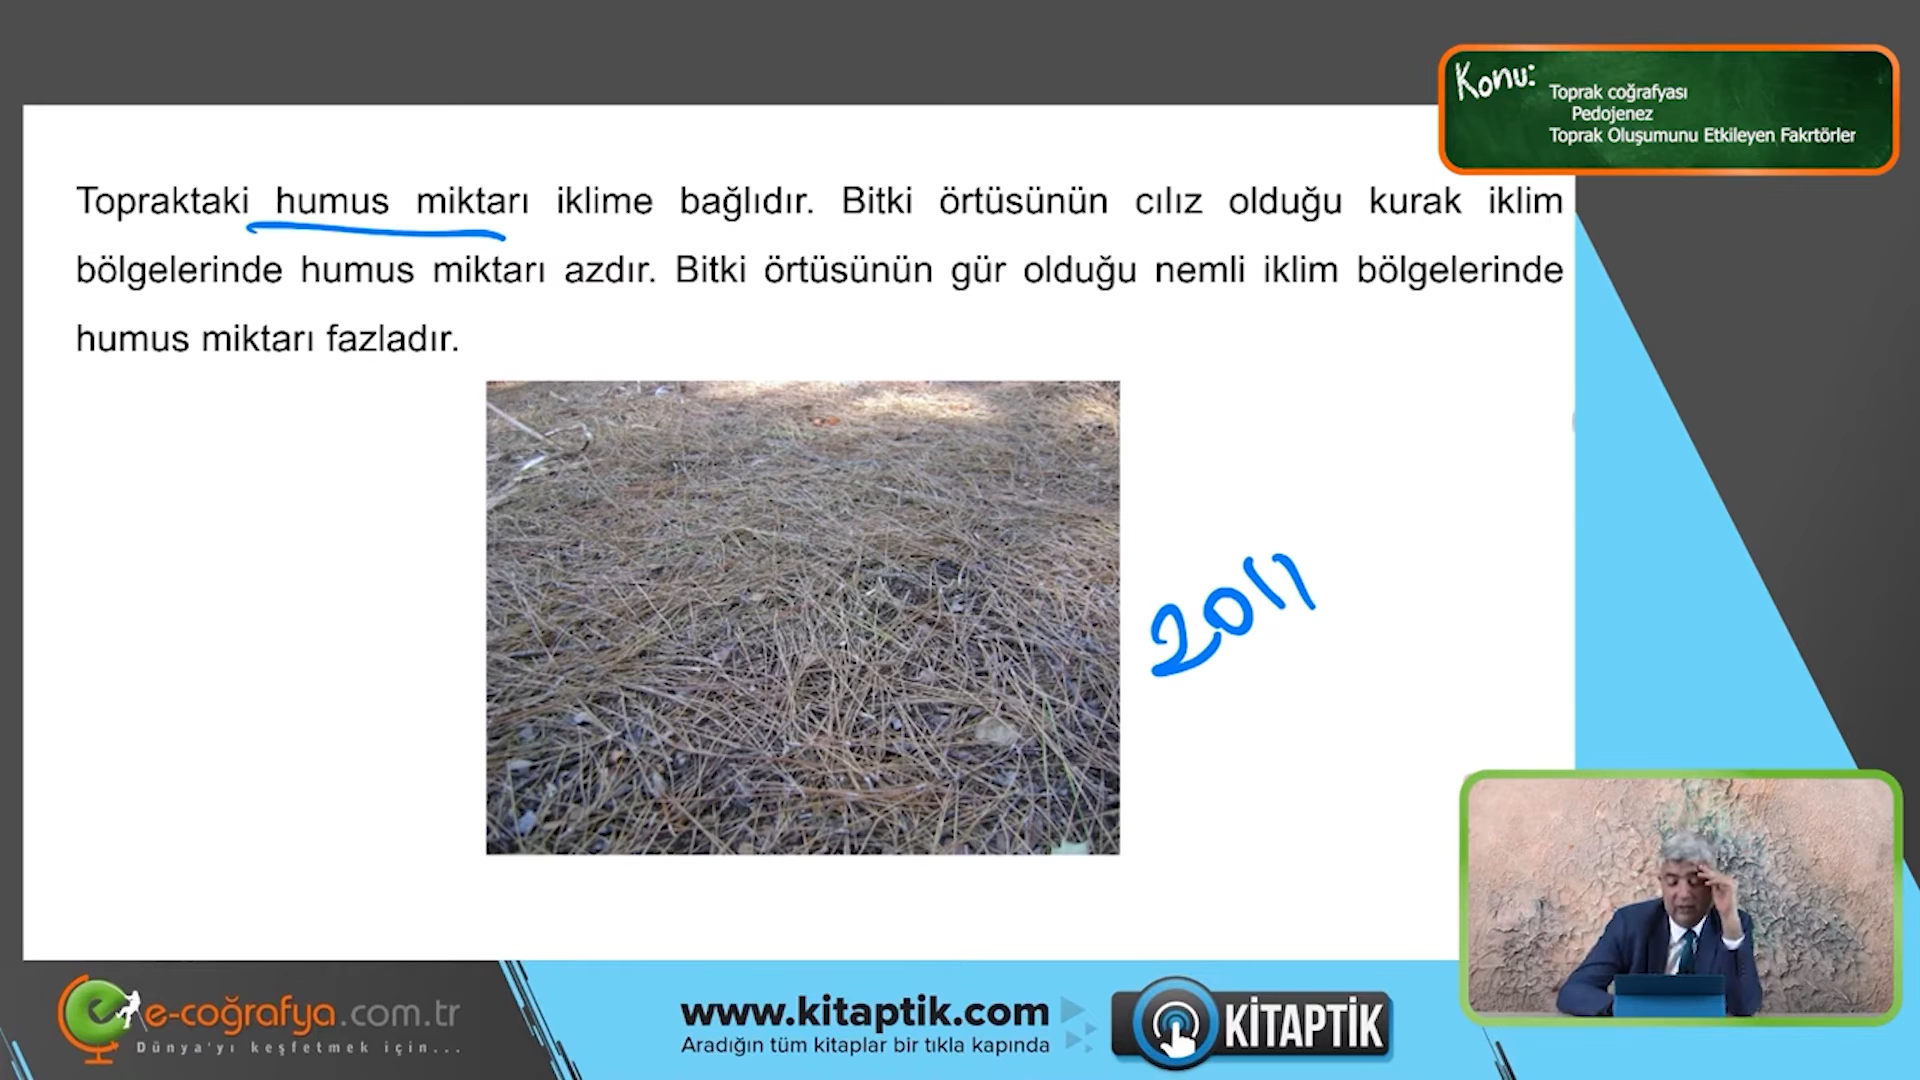 Konu:
Toprak coğrafyası
Pedojenez
Toprak Oluşumunu Etkileyen Fakrtörler
Topraktaki humus miktarı iklime bağlıdır. Bitki örtüsünün cılız olduğu kurak iklim
bölgelerinde humus miktarı azdır. Bitki örtüsünün gür olduğu nemli iklim bölgelerinde
humus miktarı fazladır.
2011
e-coğrafya.com.tr
Dünya'yı keşfetmek için...
www.kitaptik.com
Aradığın tüm kitaplar bir tıkla kapında
KİTAPTIK